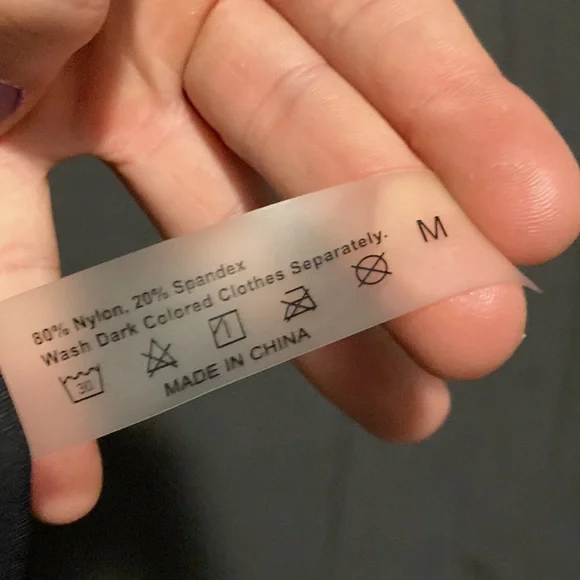 80% Nylon, 20% Spandex
Wash Dark Colored Clothes Separately.
M
30
MADE IN CHINA